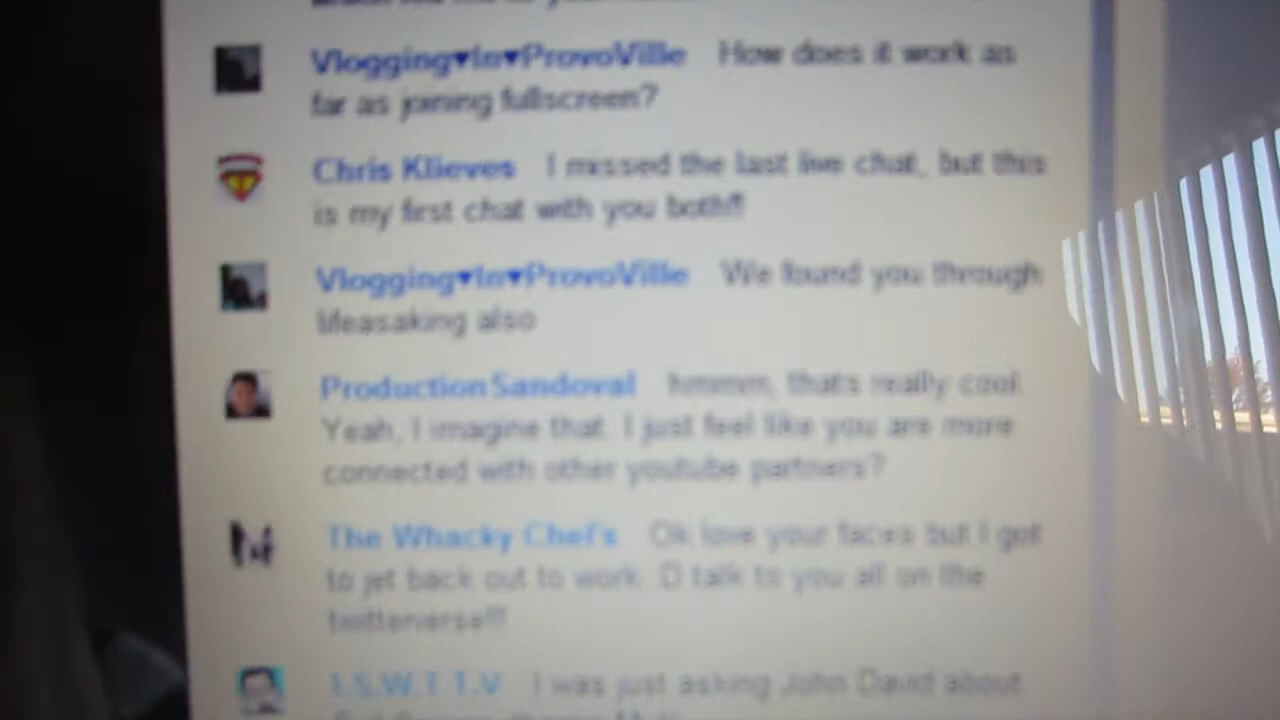 Vlogging♥In♥ProvoVille How does it work as
far as joining fullscreen?
Chris Klieves I missed the last live chat, but this
is my first chat with you both!!
Vlogging♥In♥ProvoVille We found you through
lifeasaking also
ProductionSandoval hmmm, thats really cool.
Yeah, I imagine that. I just feel like you are more
connected with other youtube partners?
The Whacky Chef's Ok love your faces but I got
to jet back out to work :D talk to you all on the
twitterverse!!!
I was just asking John David about